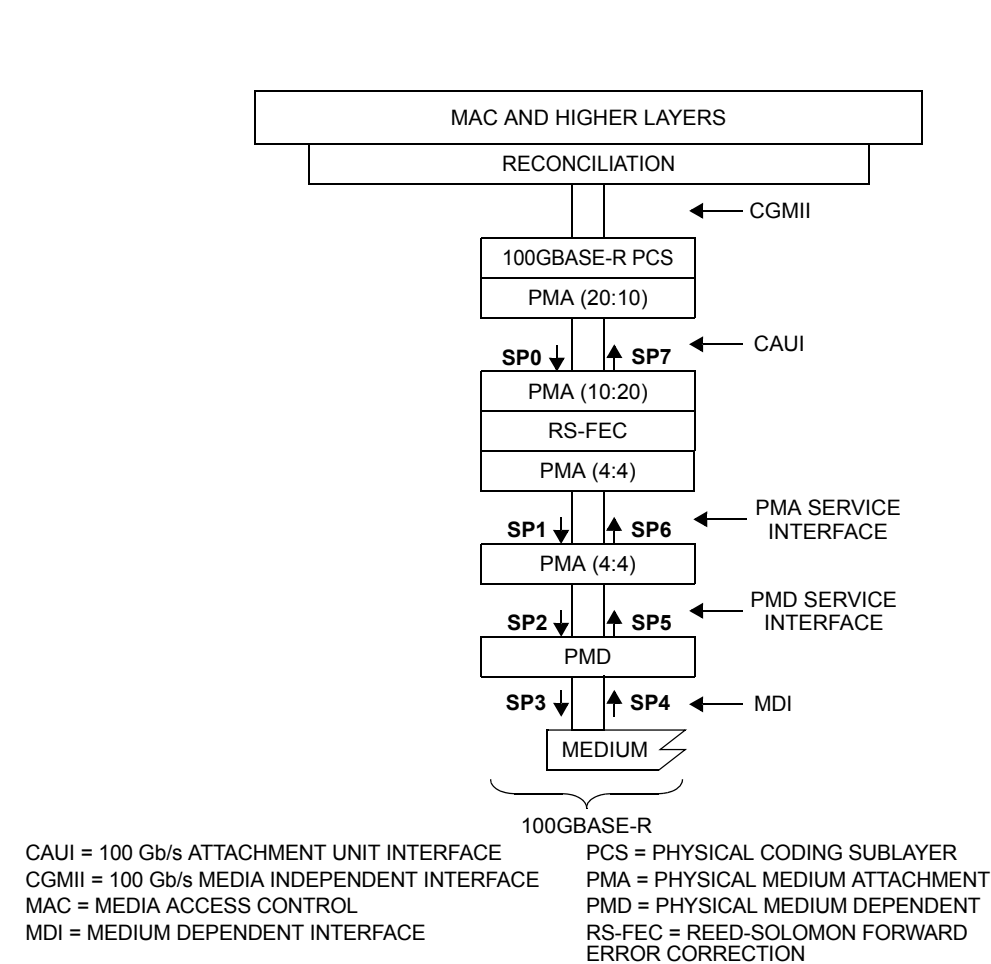 MAC AND HIGHER LAYERS
RECONCILIATION
CGMII
100GBASE-R PCS
PMA (20:10)
CAUI
SP0 SP7
PMA (10:20)
RS-FEC
PMA (4:4)
PMA SERVICE
INTERFACE
SP1 SP6
PMA (4:4)
PMD SERVICE
INTERFACE
SP2 SP5
PMD
SP3 SP4 MDI
MEDIUM
100GBASE-R
CAUI = 100 Gb/s ATTACHMENT UNIT INTERFACE
CGMII = 100 Gb/s MEDIA INDEPENDENT INTERFACE
MAC = MEDIA ACCESS CONTROL
MDI = MEDIUM DEPENDENT INTERFACE
PCS = PHYSICAL CODING SUBLAYER
PMA = PHYSICAL MEDIUM ATTACHMENT
PMD = PHYSICAL MEDIUM DEPENDENT
RS-FEC = REED-SOLOMON FORWARD
ERROR CORRECTION